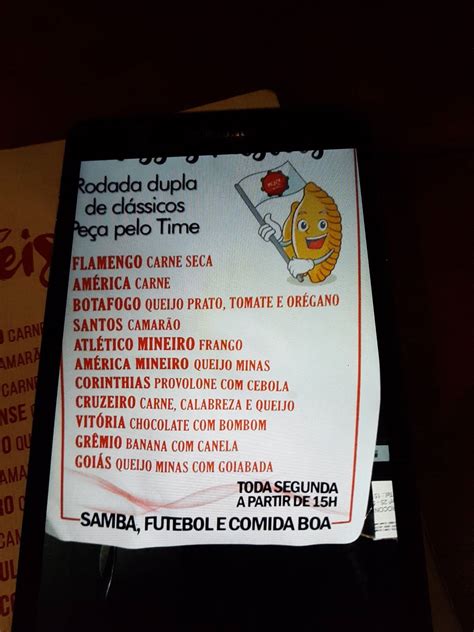 Rodada dupla
de clássicos
Peça pelo Time
FLAMENGO CARNE SECA
AMÉRICA CARNE
BOTAFOGO QUEIJO PRATO, TOMATE E ORÉGANO
SANTOS CAMARÃO
ATLÉTICO MINEIRO FRANGO
AMÉRICA MINEIRO QUEIJO MINAS
CORINTHIAS PROVOLONE COM CEBOLA
CRUZEIRO CARNE, CALABREZA E QUEIJO
VITÓRIA CHOCOLATE COM BOMBOM
GRÊMIO BANANA COM CANELA
GOIÁS QUEIJO MINAS COM GOIABADA
TODA SEGUNDA
A PARTIR DE 15H
SAMBA, FUTEBOL E COMIDA BOA